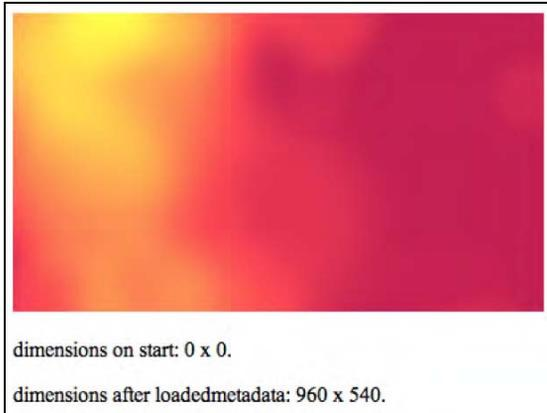 dimensions on start: 0 x 0.
dimensions after loadedmetadata: 960 x 540.